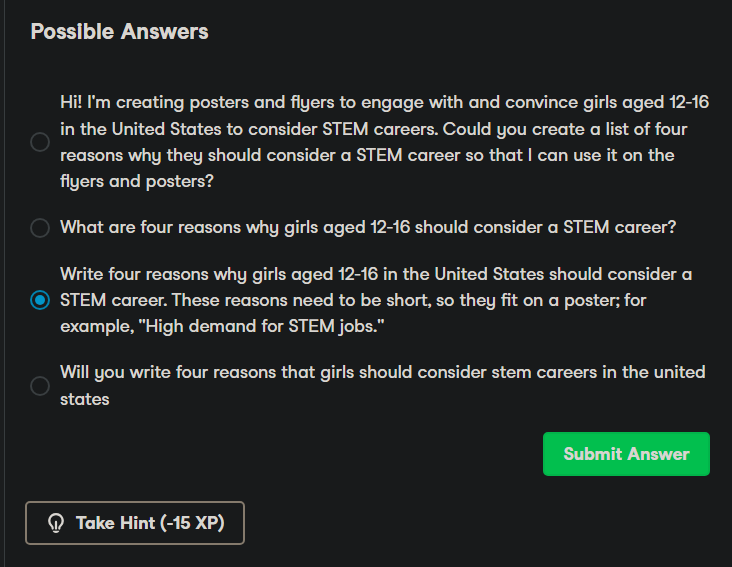 Possible Answers
Hi! I'm creating posters and flyers to engage with and convince girls aged 12-16
in the United States to consider STEM careers. Could you create a list of four
reasons why they should consider a STEM career so that I can use it on the
flyers and posters?
What are four reasons why girls aged 12-16 should consider a STEM career?
Write four reasons why girls aged 12-16 in the United States should consider a
STEM career. These reasons need to be short, so they fit on a poster; for
example, "High demand for STEM jobs."
Will you write four reasons that girls should consider stem careers in the united
states
Submit Answer
Take Hint (-15 XP)